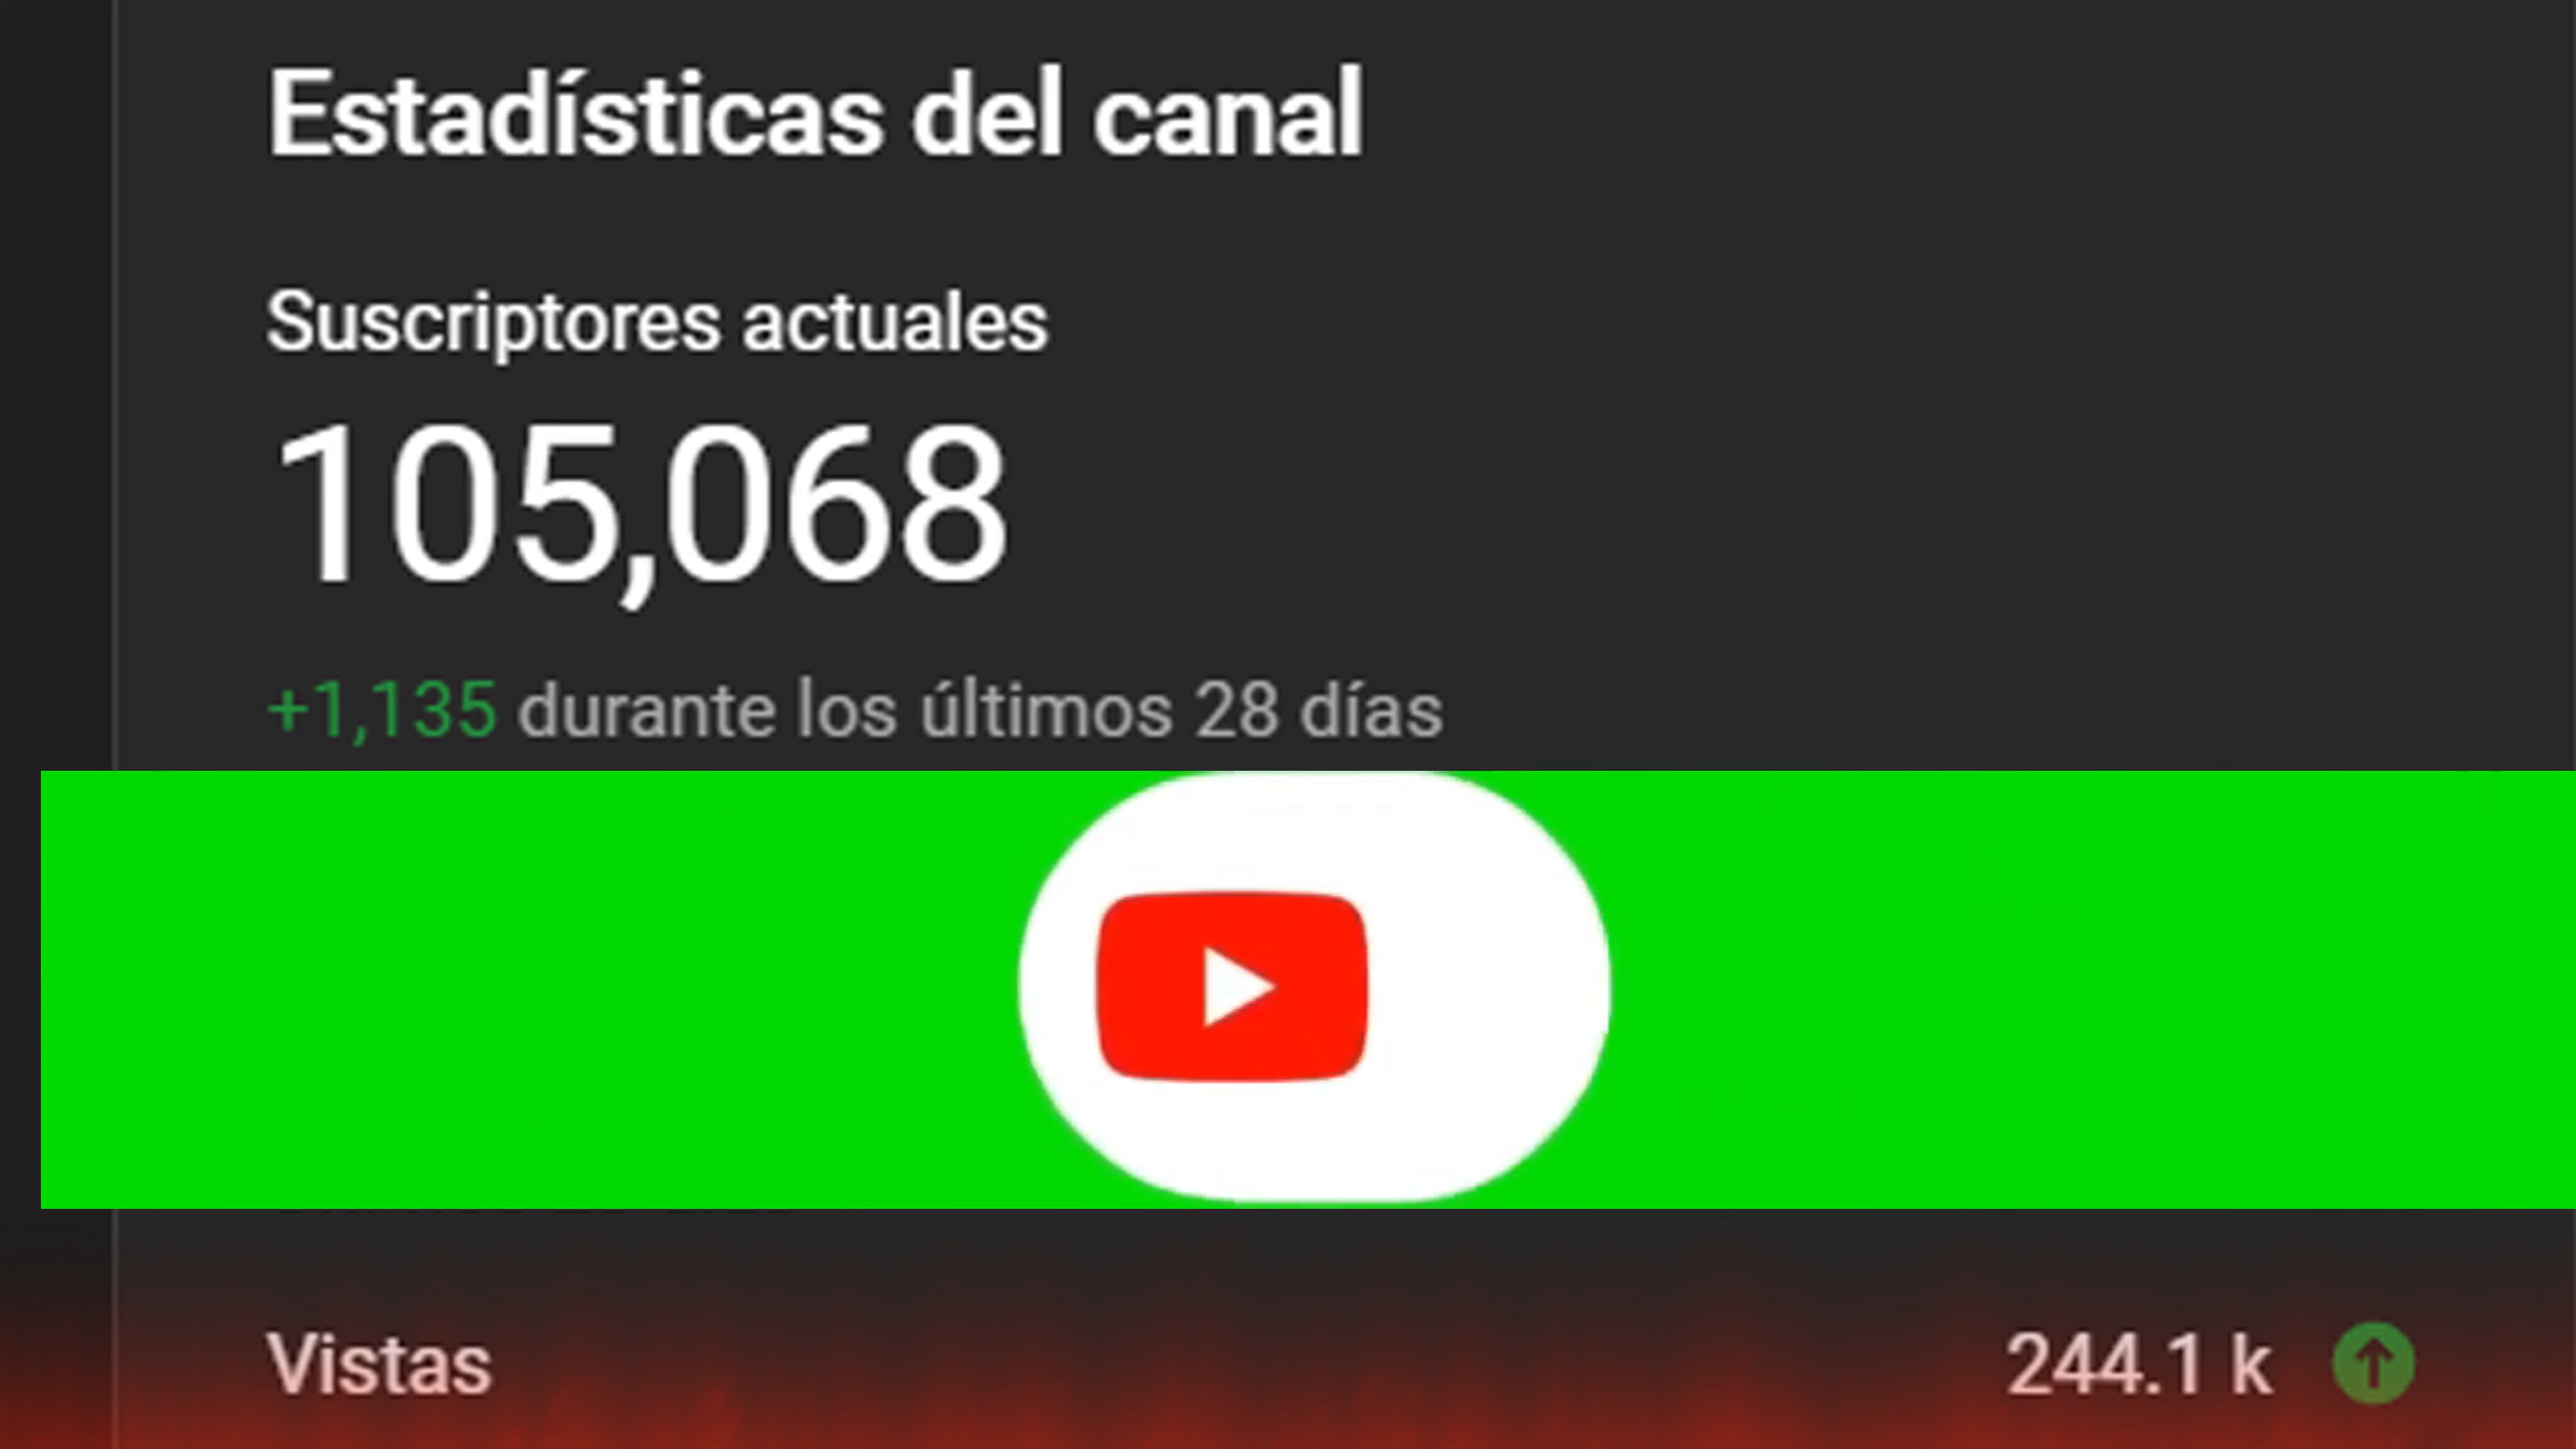 Estadísticas del canal
Suscriptores actuales
105,068
+1,135 durante los últimos 28 días
Vistas 244.1 k